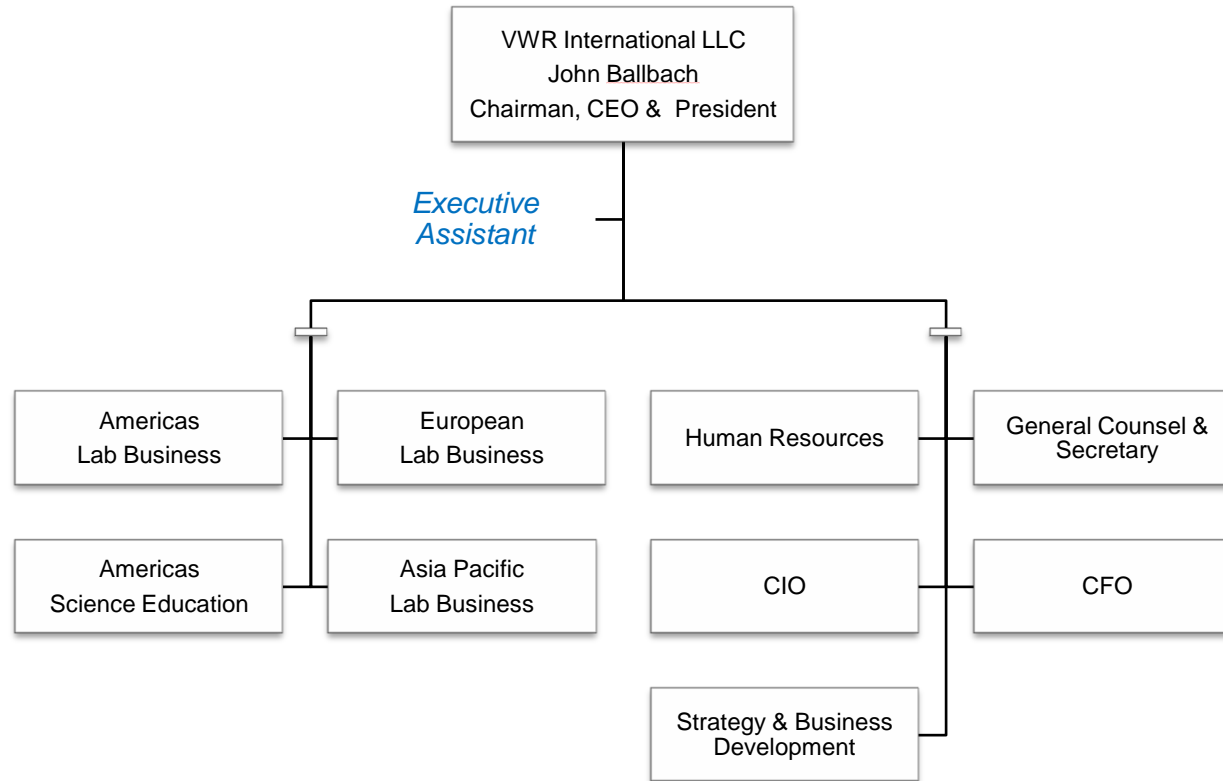 VWR International LLC
John Ballbach
Chairman, CEO & President
Executive
Assistant
Americas
Lab Business
European
Lab Business
Human Resources
General Counsel &
Secretary
Americas
Science Education
Asia Pacific
Lab Business
CIO
CFO
Strategy & Business
Development